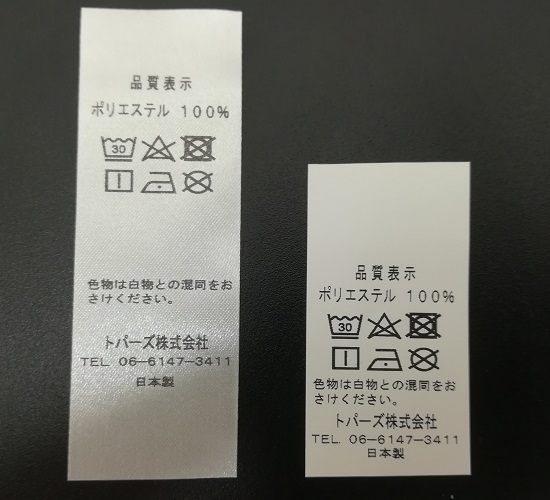 品質表示
ポリエステル 100%
30
色物は白物との混同をお
さけください。
トパーズ株式会社
TEL 06-6147-3411
日本製
品質表示
ポリエステル 100%
30
色物は白物との混同をお
さけください。
トパーズ株式会社
TEL. 06-6147-3411
日本製